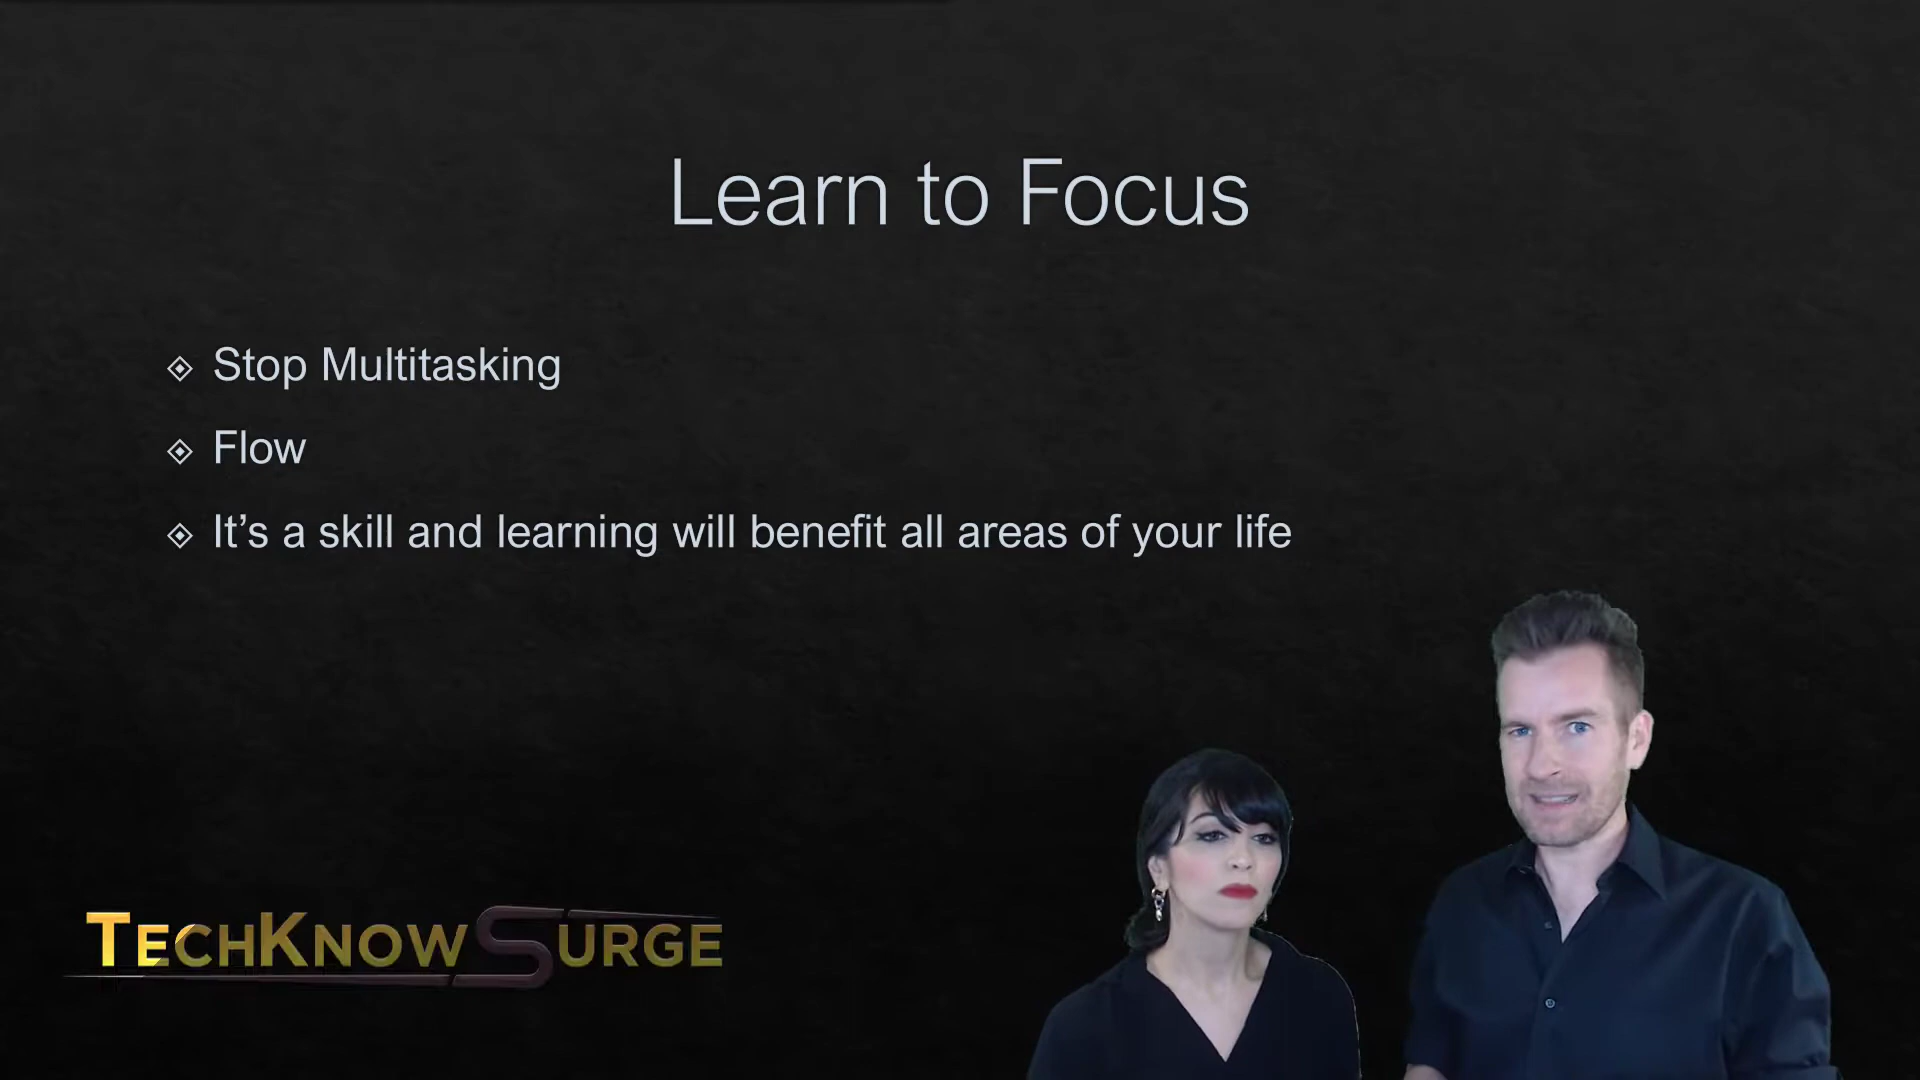 Learn to Focus
Stop Multitasking
Flow
It’s a skill and learning will benefit all areas of your life
TECHKNOWSURGE